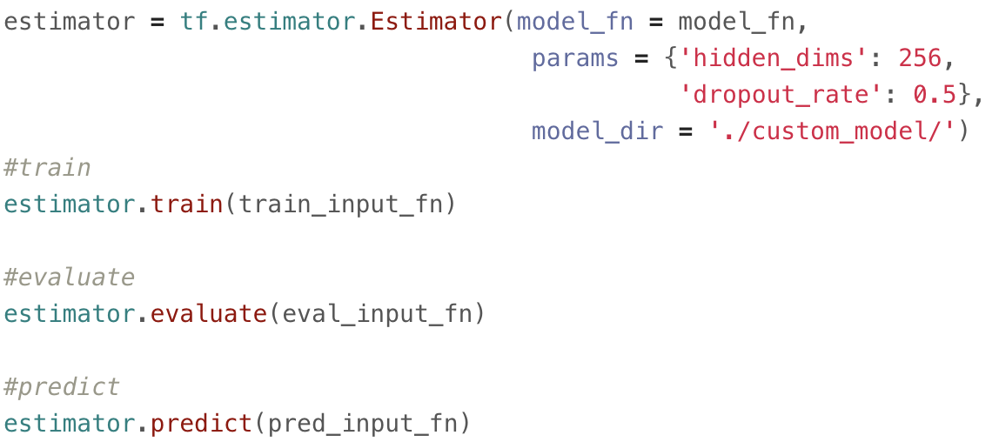 estimator = tf.estimator.Estimator(model_fn = model_fn,
                                    params = {'hidden_dims': 256,
                                              'dropout_rate': 0.5},
                                    model_dir = './custom_model/')
#train
estimator.train(train_input_fn)

#evaluate
estimator.evaluate(eval_input_fn)

#predict
estimator.predict(pred_input_fn)